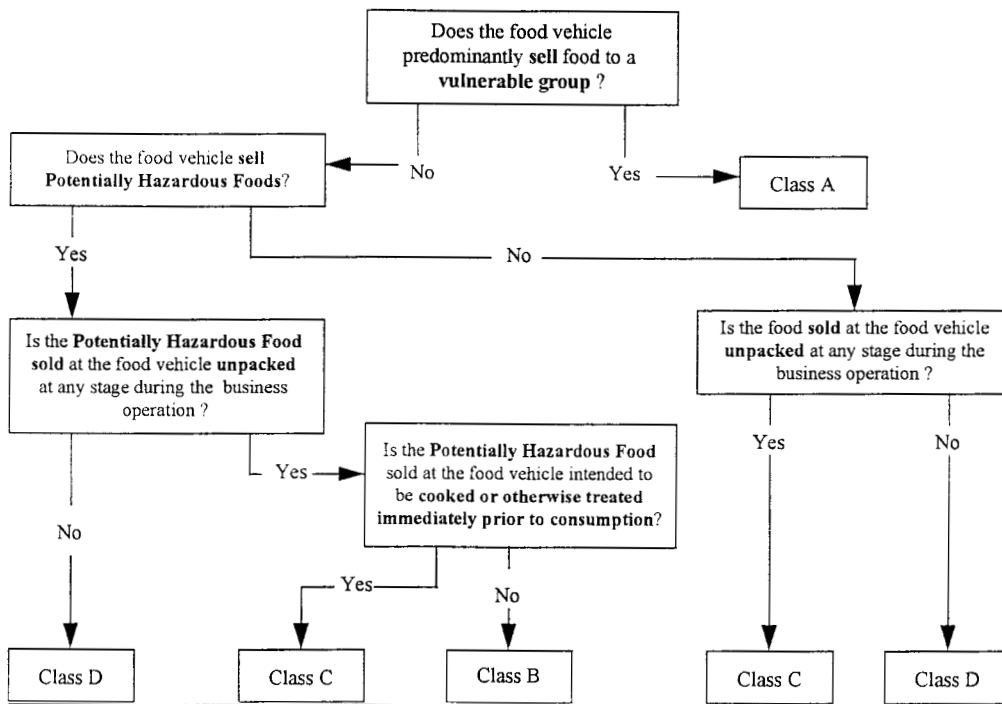 Does the food vehicle
predominantly sell food to a
vulnerable group ?
Does the food vehicle sell
Potentially Hazardous Foods?
No
Yes
Class A
Yes
No
Is the Potentially Hazardous Food
sold at the food vehicle unpacked
at any stage during the business
operation ?
Is the food sold at the food vehicle
unpacked at any stage during the
business operation ?
Yes
Is the Potentially Hazardous Food
sold at the food vehicle intended to
be cooked or otherwise treated
immediately prior to consumption?
Yes
No
No
Yes
No
Class D
Class C
Class B
Class C
Class D